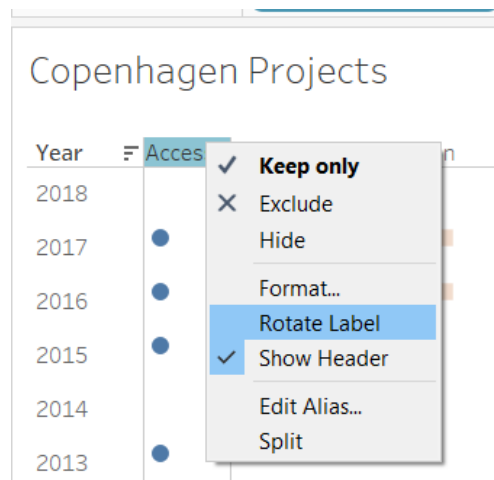 Copenhagen Projects
Year Acces n
Keep only
2018
Exclude
Hide
2017
Format...
2016
Rotate Label
2015
Show Header
2014
Edit Alias...
Split
2013